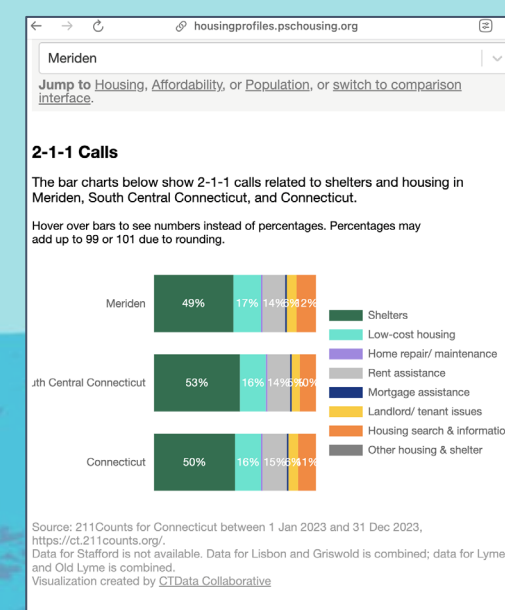 housingprofiles.pschousing.org
Meriden
Jump to Housing, Affordability, or Population, or switch to comparison
interface.
2-1-1 Calls
The bar charts below show 2-1-1 calls related to shelters and housing in
Meriden, South Central Connecticut, and Connecticut.
Hover over bars to see numbers instead of percentages. Percentages may
add up to 99 or 101 due to rounding.
Meriden 49% 17% 14% 12%
Shelters
Low-cost housing
Home repair/ maintenance
Rent assistance
uth Central Connecticut 53% 16% 14%
Mortgage assistance
Landlord/ tenant issues
Housing search & informatio
Other housing & shelter
Connecticut 50% 16% 15%
Source: 211Counts for Connecticut between 1 Jan 2023 and 31 Dec 2023,
https://ct.211counts.org/.
Data for Stafford is not available. Data for Lisbon and Griswold is combined; data for Lyme
and Old Lyme is combined.
Visualization created by CTData Collaborative